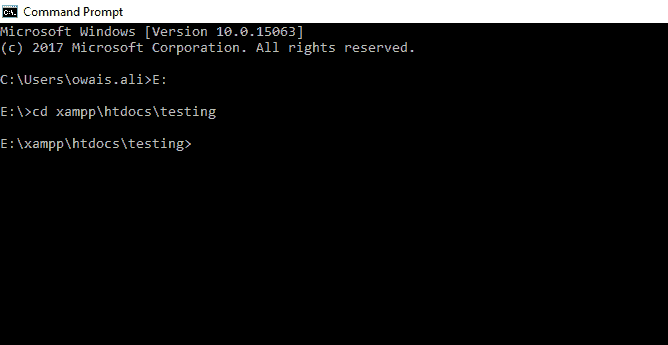 Command Prompt
Microsoft Windows [Version 10.0.15063]
(c) 2017 Microsoft Corporation. All rights reserved.
C:\Users\owais.ali>E:
E:\>cd xampp\htdocs\testing
E:\xampp\htdocs\testing>